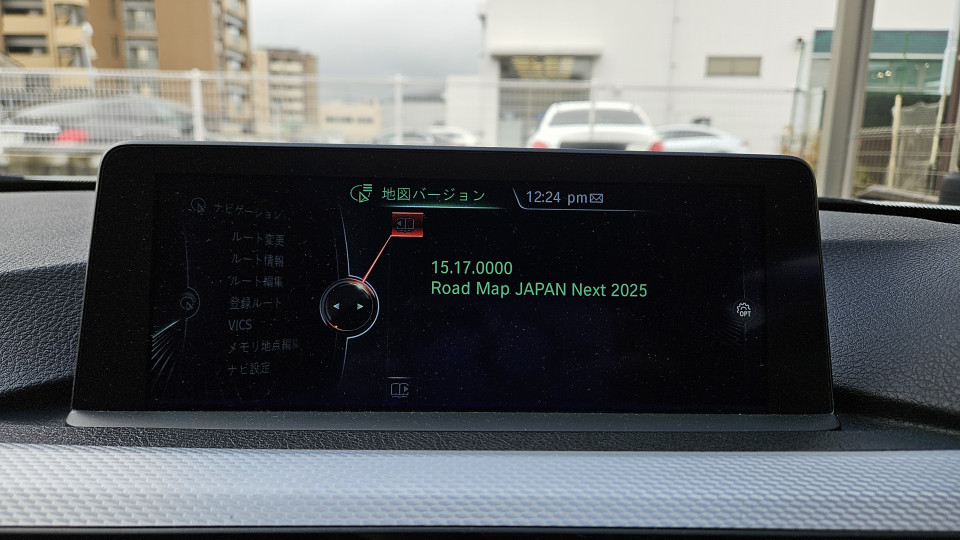 地図バージョン
12:24 pm
ナビゲーション
ルート変更
ルート情報
ルート編集
登録ルート
VICS
メモリ地点編集
ナビ設定
15.17.0000
Road Map JAPAN Next 2025
OPT